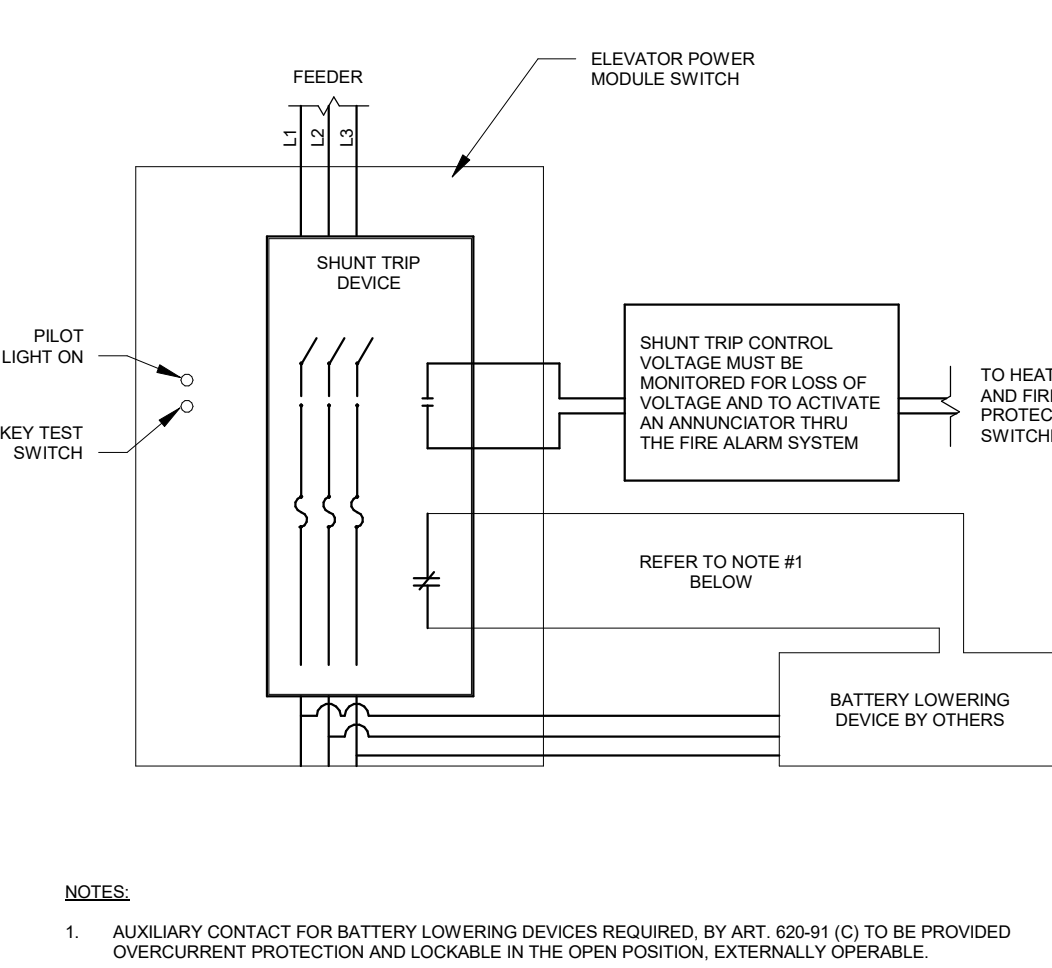 ELEVATOR POWER
MODULE SWITCH
FEEDER
L1
L2
L3
SHUNT TRIP
DEVICE
PILOT
LIGHT ON
KEY TEST
SWITCH
SHUNT TRIP CONTROL
VOLTAGE MUST BE
MONITORED FOR LOSS OF
VOLTAGE AND TO ACTIVATE
AN ANNUNCIATOR THRU
THE FIRE ALARM SYSTEM
TO HEAT
AND
REFER TO NOTE #1
BELOW
BATTERY LOWERING
DEVICE BY OTHERS
NOTES:
1. AUXILIARY CONTACT FOR BATTERY LOWERING DEVICES REQUIRED, BY ART. 620-91 (C) TO BE PROVIDED
OVERCURRENT PROTECTION AND LOCKABLE IN THE OPEN POSITION, EXTERNALLY OPERABLE.